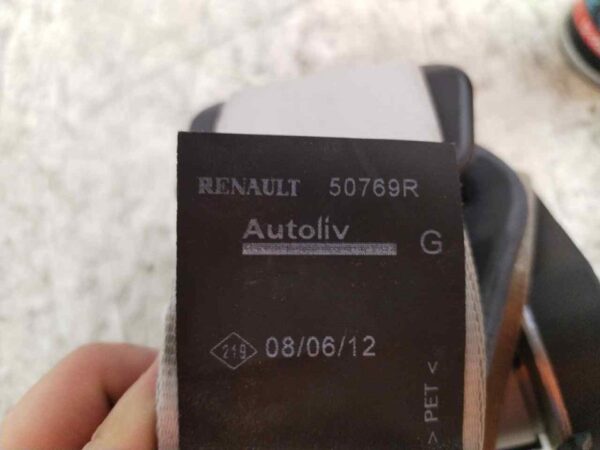 RENAULT 50769R
Autoliv
G
219 08/06/12
> PET <